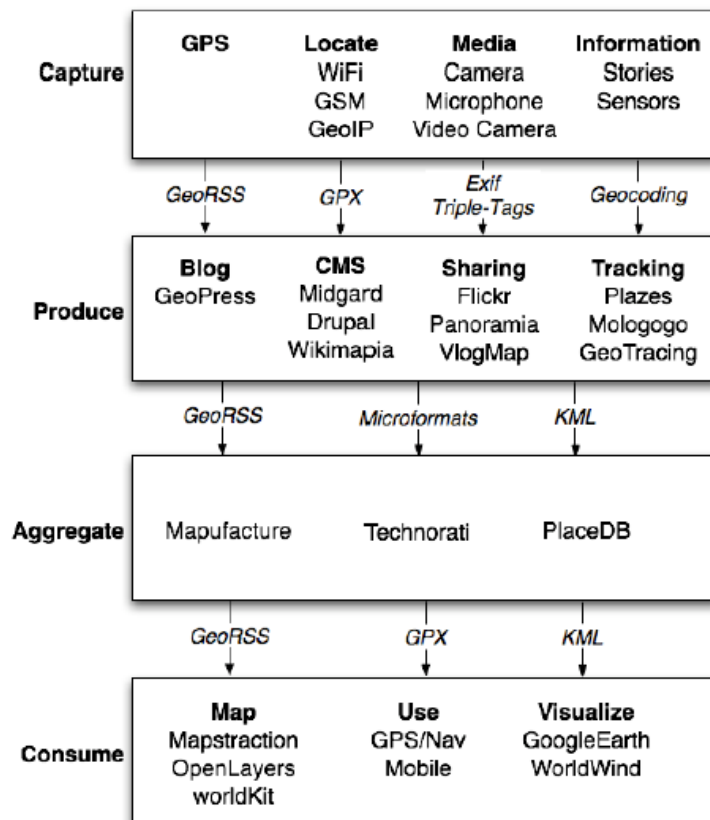 Capture
GPS
Locate
WiFi
GSM
GeoIP
Media
Camera
Microphone
Video Camera
Information
Stories
Sensors
GeoRSS
GPX
Exif
Triple-Tags
Geocoding
Produce
Blog
GeoPress
CMS
Midgard
Drupal
Wikimapia
Sharing
Flickr
Panoramia
VlogMap
Tracking
Plazes
Mologogo
GeoTracing
GeoRSS
Microformats
KML
Aggregate
Mapufacture
Technorati
PlaceDB
GeoRSS
GPX
KML
Consume
Map
Mapstraction
OpenLayers
worldKit
Use
GPS/Nav
Mobile
Visualize
GoogleEarth
WorldWind